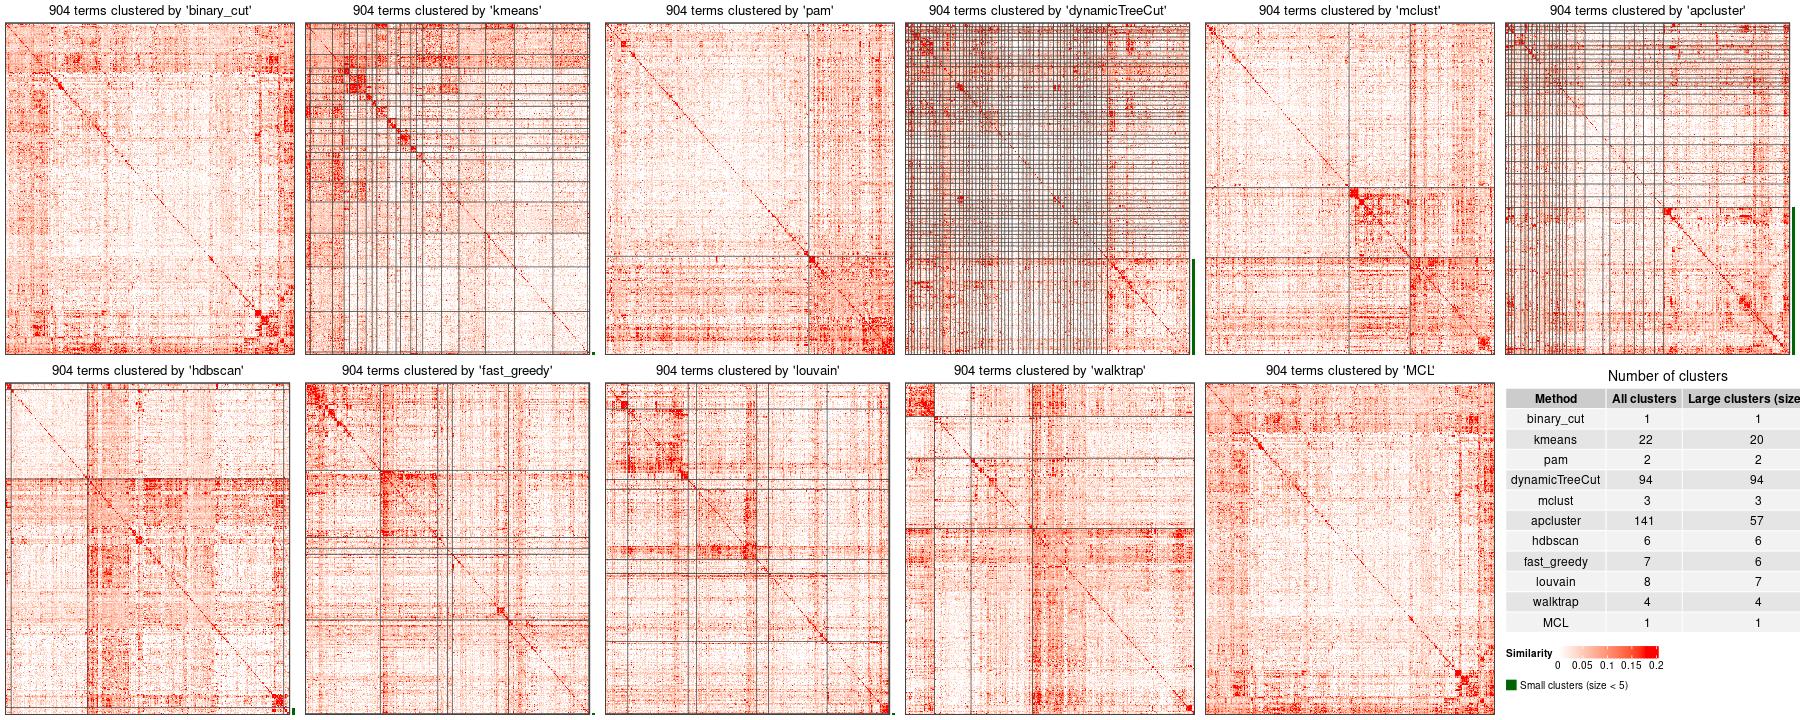 904 terms clustered by 'binary_cut'
904 terms clustered by 'kmeans'
904 terms clustered by 'pam'
904 terms clustered by 'dynamicTreeCut'
904 terms clustered by 'mclust'
904 terms clustered by 'apcluster'
904 terms clustered by 'hdbscan'
904 terms clustered by 'fast_greedy'
904 terms clustered by 'louvain'
904 terms clustered by 'walktrap'
904 terms clustered by 'MCL'
Number of clusters
Method All clusters Large clusters (size
binary_cut 1 1
kmeans 22 20
pam 2 2
dynamicTreeCut 94 94
mclust 3 3
apcluster 141 57
hdbscan 6 6
fast_greedy 7 6
louvain 8 7
walktrap 4 4
MCL 1 1
Similarity
0 0.05 0.1 0.15 0.2
Small clusters (size < 5)